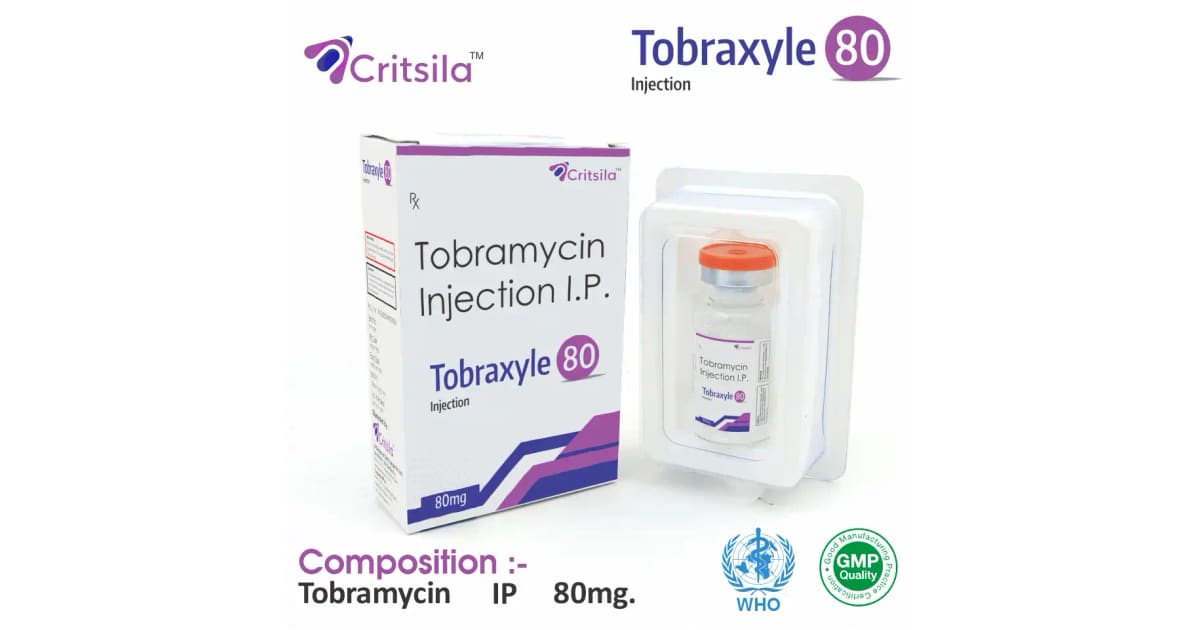 Critsila™
Tobraxyle 80
Injection
Tobraxyle 80
Critsila™
Rx
Tobramycin
Injection I.P.
Tobraxyle 80
Injection
80mg
Critsila
Tobramycin
Injection I.P.
Tobraxyle 80
Composition :-
Tobramycin IP 80mg.
WHO
Good Manufacturing
GMP
Quality
Practice Certification